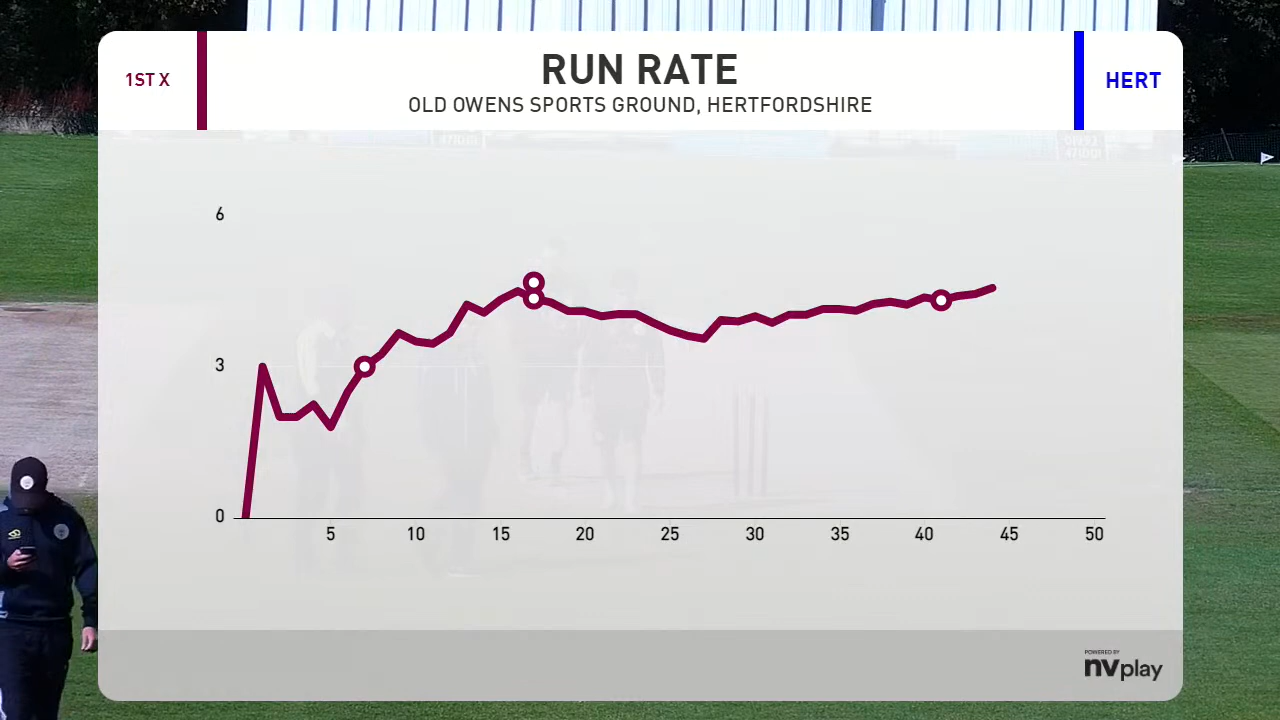 1ST X
RUN RATE
OLD OWENS SPORTS GROUND, HERTFORDSHIRE
HERT
6
3
0
5 10 15 20 25 30 35 40 45 50
POWERED BY
nvplay